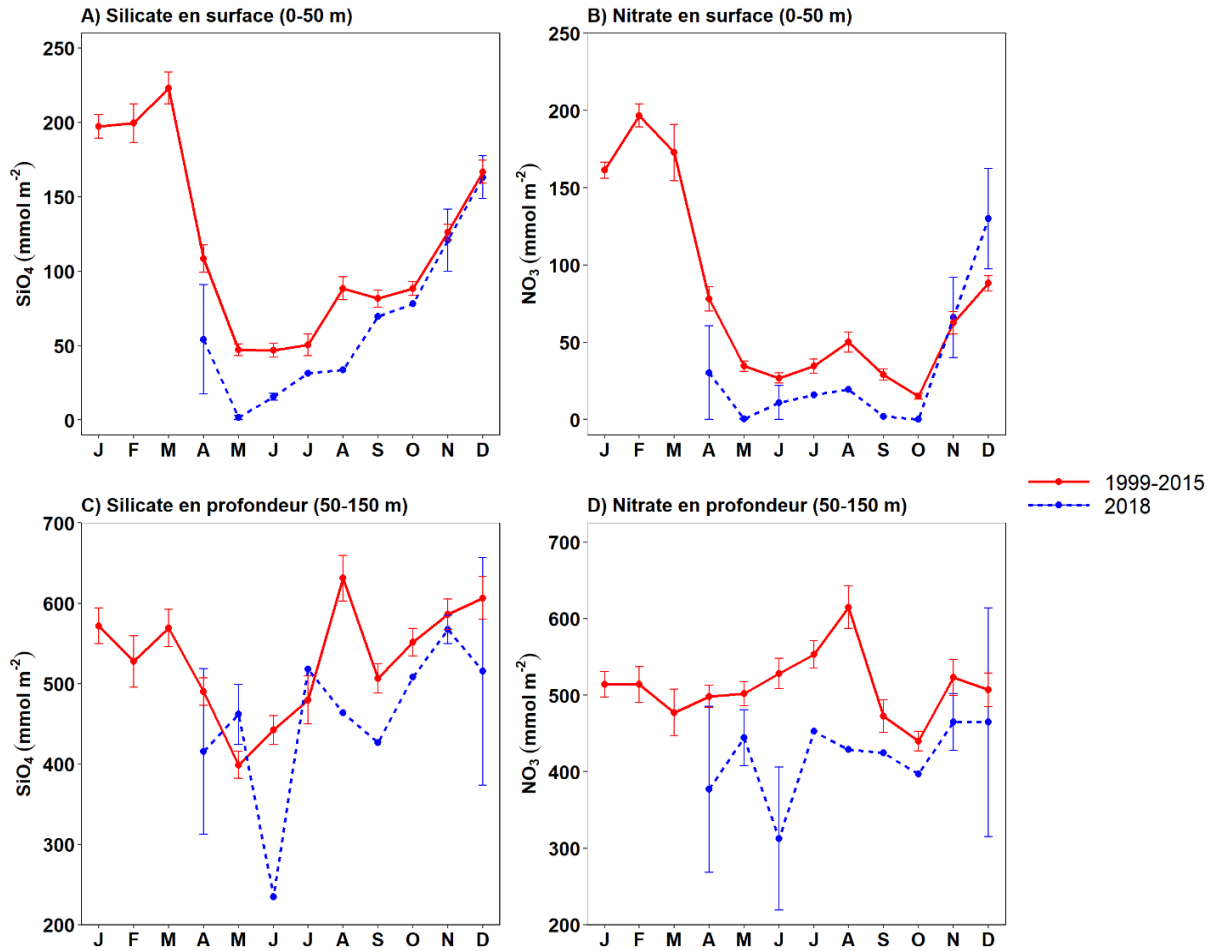 A) Silicate en surface (0-50 m)
SiO4 (mmol m-2)
250
200
150
100
50
0
J F M A M J J A S O N D
B) Nitrate en surface (0-50 m)
NO3 (mmol m-2)
250
200
150
100
50
0
J F M A M J J A S O N D
C) Silicate en profondeur (50-150 m)
SiO4 (mmol m-2)
700
600
500
400
300
200
J F M A M J J A S O N D
D) Nitrate en profondeur (50-150 m)
NO3 (mmol m-2)
700
600
500
400
300
200
J F M A M J J A S O N D
1999-2015
2018